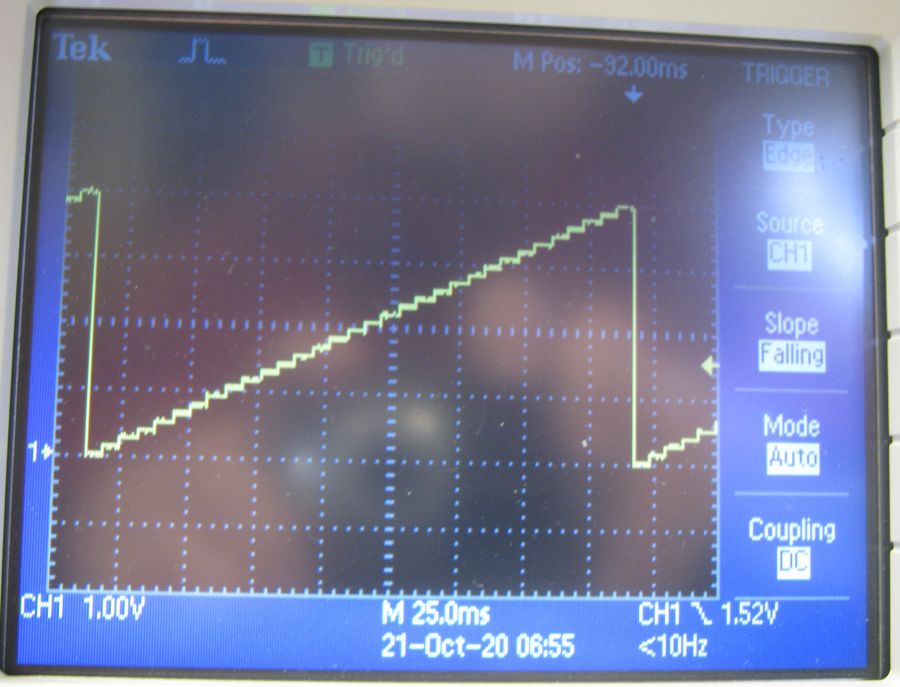 Tek
T Trig'd
M Pos: -92.00ms
TRIGGER
Type
Edge
Source
CH1
Slope
Falling
Mode
Auto
Coupling
DC
1
CH1 1.00V
M 25.0ms
CH1 1.52V
21-Oct-20 06:55
<10Hz